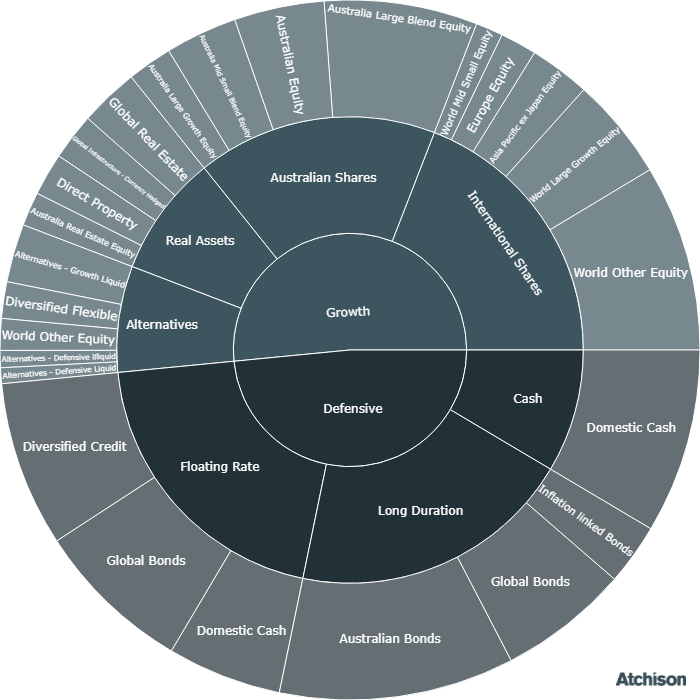 Growth
Defensive
International Shares
Australian Shares
Real Assets
Alternatives
Floating Rate
Long Duration
Cash
World Other Equity
World Large Growth Equity
Asia Pacific ex Japan Equity
Europe Equity
World Mid Small Equity
Australia Large Blend Equity
Australian Equity
Australia Mid Small Blend Equity
Australia Large Growth Equity
Global Real Estate
Global Infrastructure - Currency Hedged
Direct Property
Australia Real Estate Equity
Alternatives - Growth Liquid
Diversified Flexible
World Other Equity
Alternatives - Defensive Illiquid
Alternatives - Defensive Liquid
Diversified Credit
Global Bonds
Domestic Cash
Australian Bonds
Global Bonds
Inflation linked Bonds
Domestic Cash
Atchison